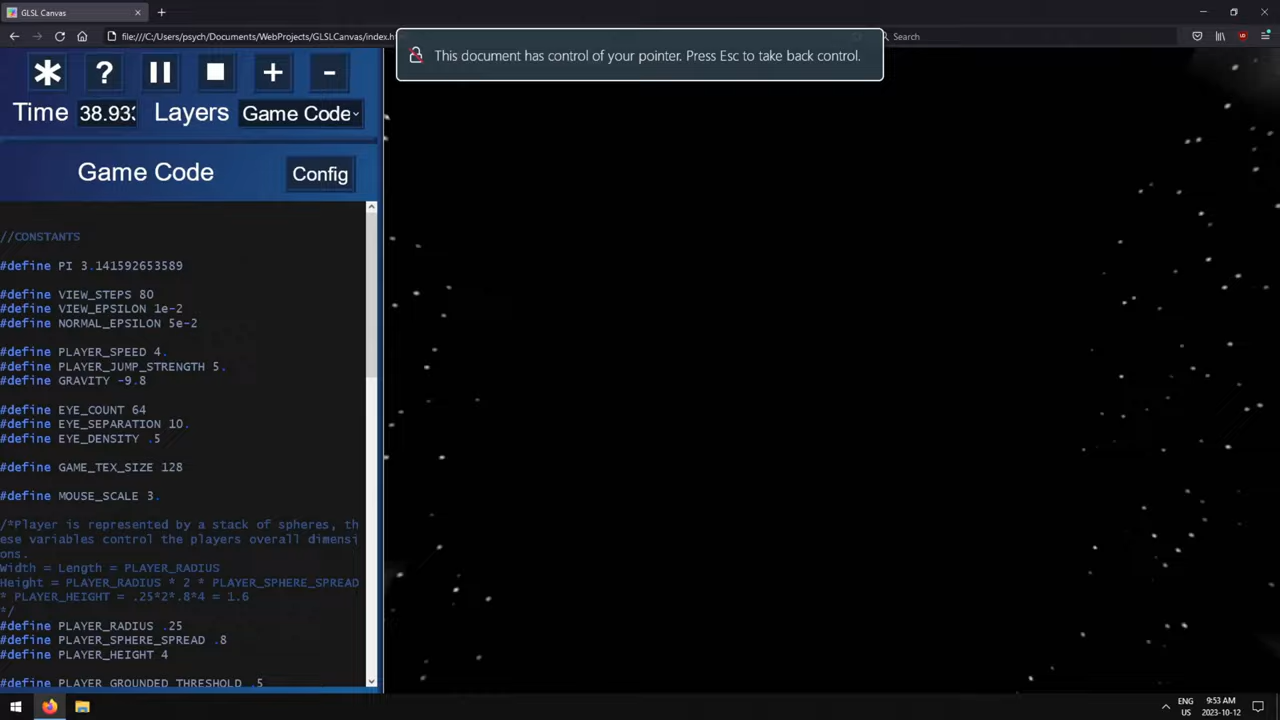 GLSL Canvas
file:///C:/Users/psych/Documents/WebProjects/GLSLCanvas/index.h
Search
This document has control of your pointer. Press Esc to take back control.
* ? + -
Time 38.933 Layers Game Code
Game Code Config
//CONSTANTS
#define PI 3.141592653589
#define VIEW_STEPS 80
#define VIEW_EPSILON 1e-2
#define NORMAL_EPSILON 5e-2
#define PLAYER_SPEED 4.
#define PLAYER_JUMP_STRENGTH 5.
#define GRAVITY -9.8
#define EYE_COUNT 64
#define EYE_SEPARATION 10.
#define EYE_DENSITY .5
#define GAME_TEX_SIZE 128
#define MOUSE_SCALE 3.
/*Player is represented by a stack of spheres, th
ese variables control the players overall dimensi
ons.
Width = Length = PLAYER_RADIUS
Height = PLAYER_RADIUS * 2 * PLAYER_SPHERE_SPREAD
* PLAYER_HEIGHT = .25*2*.8*4 = 1.6
*/
#define PLAYER_RADIUS .25
#define PLAYER_SPHERE_SPREAD .8
#define PLAYER_HEIGHT 4
#define PLAYER_GROUNDED_THRESHOLD .5
ENG
US
9:53 AM
2023-10-12